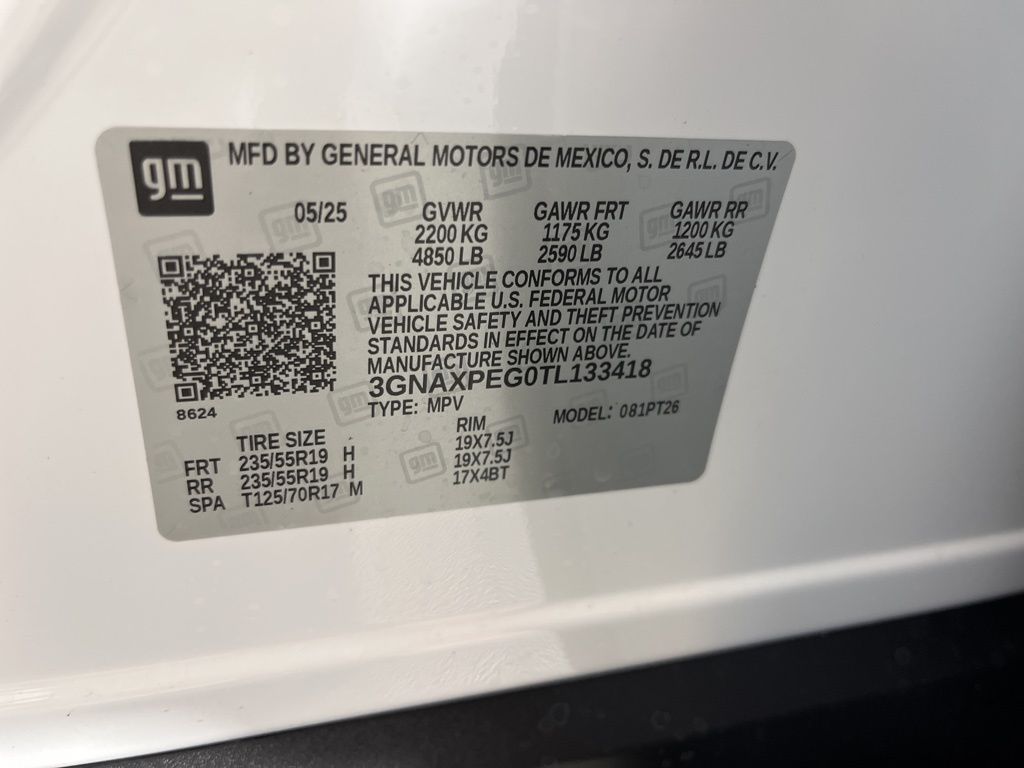 gm MFD BY GENERAL MOTORS DE MEXICO, S. DE R.L. DE C.V.
05/25 GVWR GAWR FRT GAWR RR
2200 KG 1175 KG 1200 KG
4850 LB 2590 LB 2645 LB
THIS VEHICLE CONFORMS TO ALL
APPLICABLE U.S. FEDERAL MOTOR
VEHICLE SAFETY AND THEFT PREVENTION
STANDARDS IN EFFECT ON THE DATE OF
MANUFACTURE SHOWN ABOVE.
3GNAXPEG0TL133418
8624 TYPE: MPV MODEL: 081PT26
TIRE SIZE RIM
FRT 235/55R19 H 19X7.5J
RR 235/55R19 H 19X7.5J
SPA T125/70R17 M 17X4BT